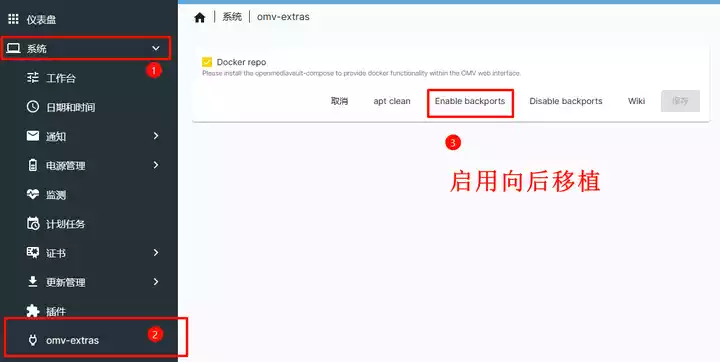 仪表盘
系统
1
工作台
日期和时间
通知
电源管理
监测
计划任务
证书
更新管理
插件
omv-extras
2
系统 omv-extras
Docker repo
Please install the openmediavault-compose to provide docker functionality within the OMV web interface.
取消 apt clean Enable backports Disable backports Wiki 保存
3
启用向后移植